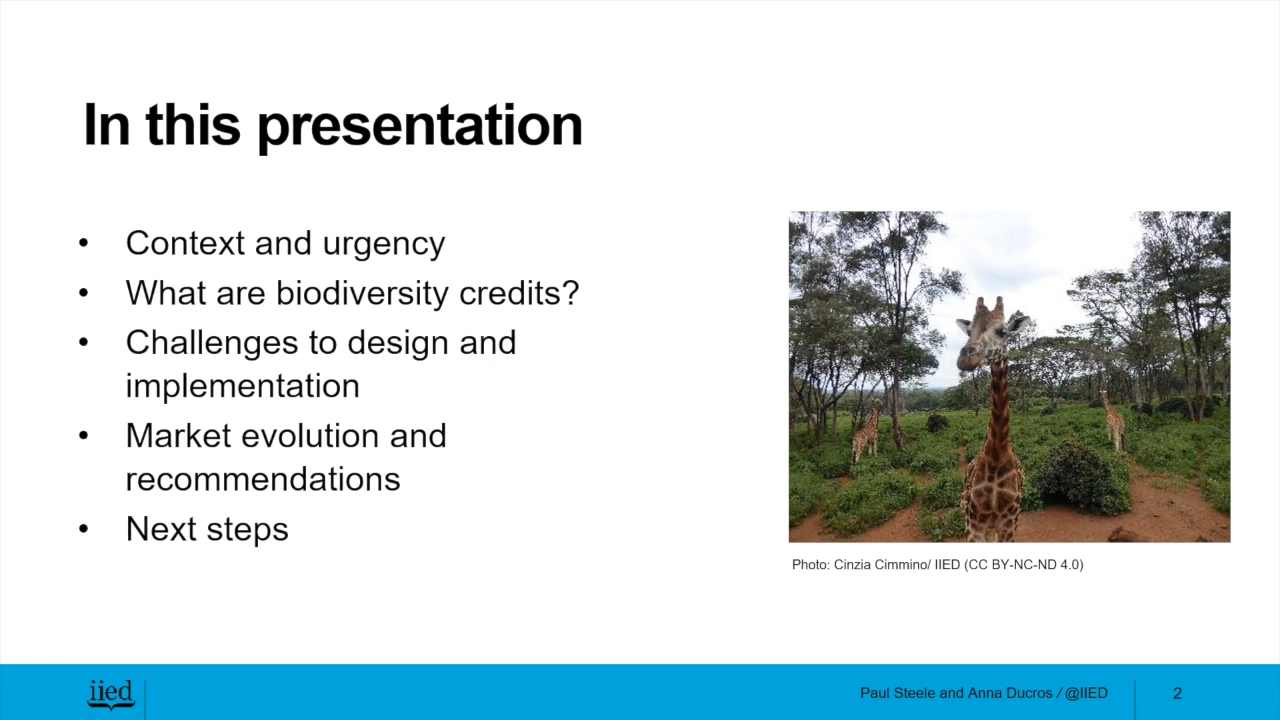 In this presentation
• Context and urgency
• What are biodiversity credits?
• Challenges to design and
implementation
• Market evolution and
recommendations
• Next steps
Photo: Cinzia Cimmino/ IIED (CC BY-NC-ND 4.0)
iied
Paul Steele and Anna Ducros / @IIED
2